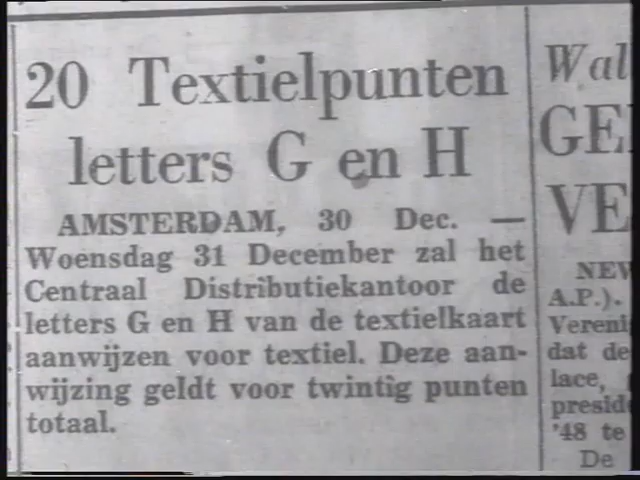 20 Textielpunten
letters G en H
AMSTERDAM, 30 Dec. —
Woensdag 31 December zal het
Centraal Distributiekantoor de
letters G en H van de textielkaart
aanwijzen voor textiel. Deze aan-
wijzing geldt voor twintig punten
totaal.
Wal
GE
VE
NEW
A.P.).
Vereni
dat de
lace,
presid
'48 te
De